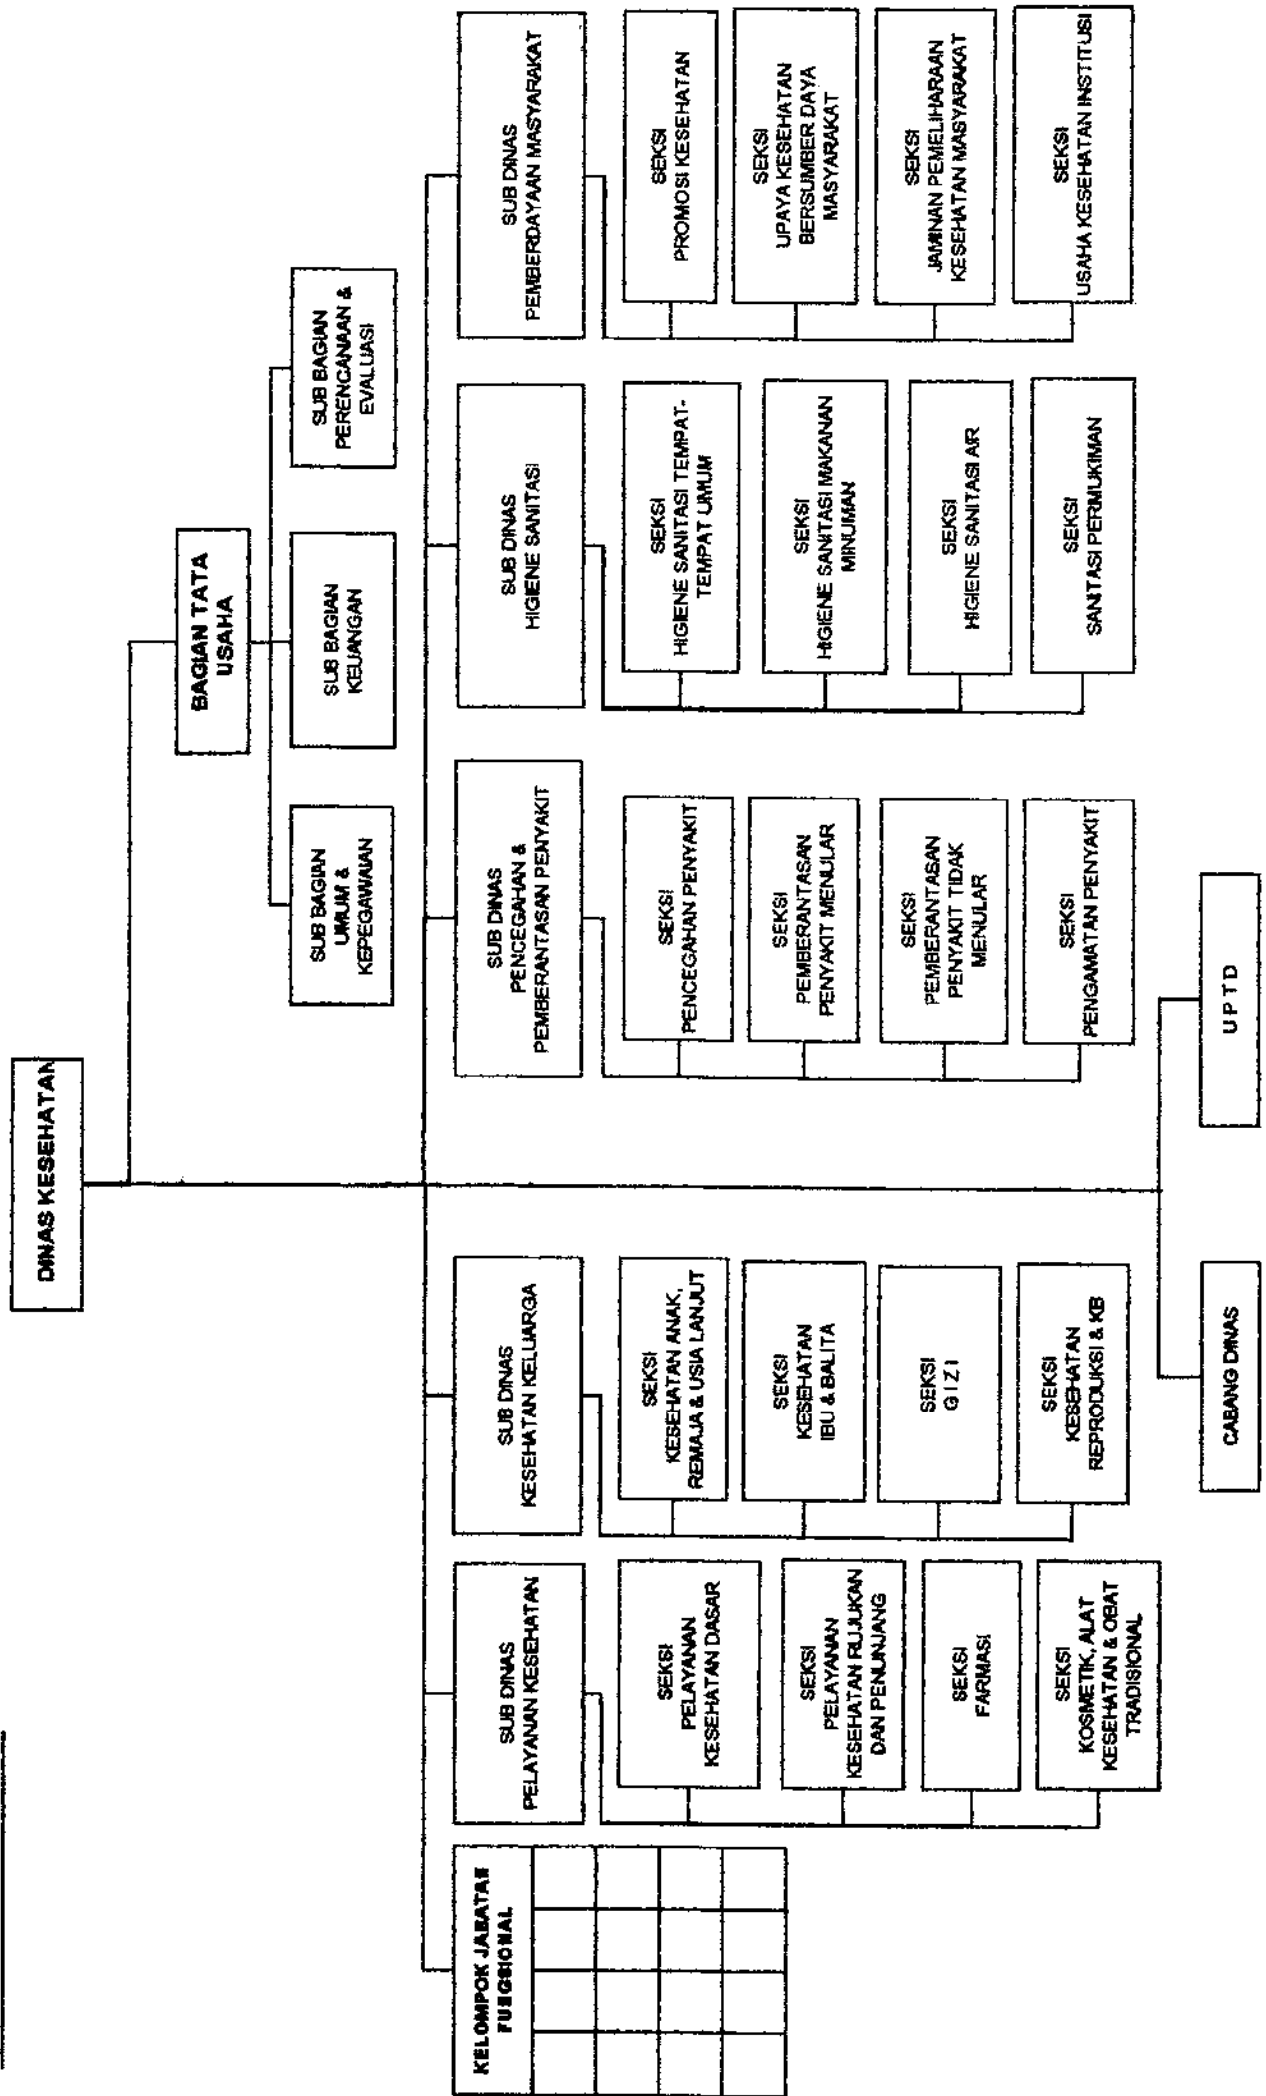 DINAS KESEHATAN
BAGIAN TATA
USAHA
SUB BAGIAN
UMUM &
KEPEGAWAIAN
SUB BAGIAN
KEUANGAN
SUB BAGIAN
PERENCANAAN &
EVALUASI
KELOMPOK JABATAN
FUNGSIONAL
SUB DINAS
PELAYANAN KESEHATAN
SEKSI
PELAYANAN
KESEHATAN DASAR
SEKSI
PELAYANAN
KESEHATAN RUJUKAN
DAN PENUNJANG
SEKSI
FARMASI
SEKSI
KOSMETIK, ALAT
KESEHATAN & OBAT
TRADISIONAL
SUB DINAS
KESEHATAN KELUARGA
SEKSI
KESEHATAN ANAK,
REMAJA & USIA LANJUT
SEKSI
KESEHATAN
IBU & BALITA
SEKSI
G I Z I
SEKSI
KESEHATAN
REPRODUKSI & KB
SUB DINAS
PENCEGAHAN &
PEMBERANTASAN PENYAKIT
SEKSI
PENCEGAHAN PENYAKIT
SEKSI
PEMBERANTASAN
PENYAKIT MENULAR
SEKSI
PEMBERANTASAN
PENYAKIT TIDAK
MENULAR
SEKSI
PENGAMATAN PENYAKIT
SUB DINAS
HIGIENE SANITASI
SEKSI
HIGIENE SANITASI TEMPAT-
TEMPAT UMUM
SEKSI
HIGIENE SANITASI MAKANAN
MINUMAN
SEKSI
HIGIENE SANITASI AIR
SEKSI
SANITASI PERMUKIMAN
SUB DINAS
PEMBERDAYAAN MASYARAKAT
SEKSI
PROMOSI KESEHATAN
SEKSI
UPAYA KESEHATAN
BERSUMBER DAYA
MASYARAKAT
SEKSI
JAMINAN PEMELIHARAAN
KESEHATAN MASYARAKAT
SEKSI
USAHA KESEHATAN INSTITUSI
CABANG DINAS
U P T D